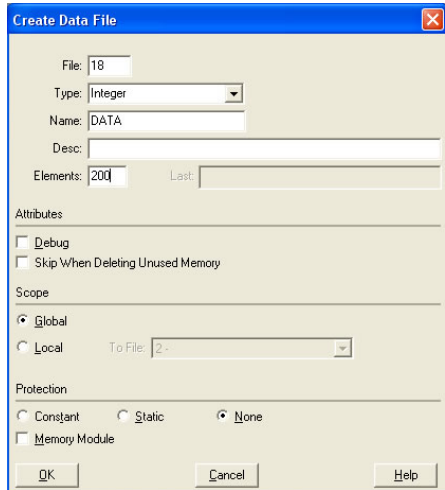 Create Data File
File: 18
Type: Integer
Name: DATA
Desc:
Elements: 200 Last:
Attributes
Debug
Skip When Deleting Unused Memory
Scope
Global
Local To File: 2 -
Protection
Constant Static None
Memory Module
OK Cancel Help